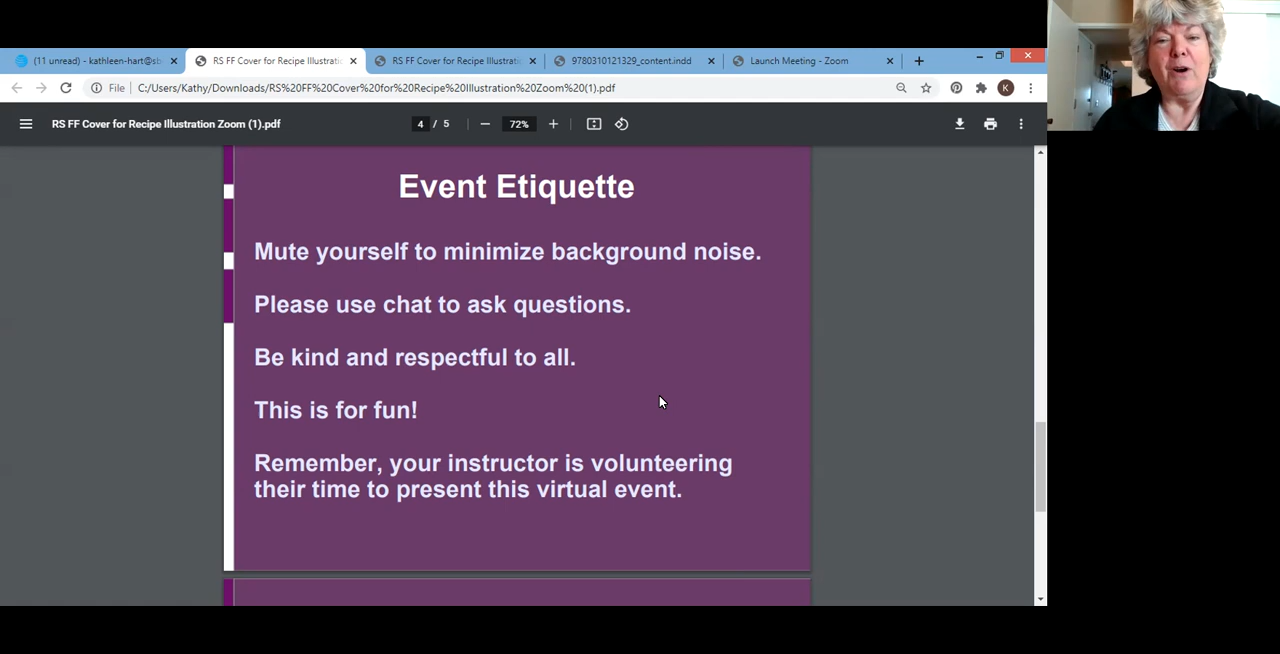 (11 unread) - kathleen-hart@sb
RS FF Cover for Recipe Illustratio
RS FF Cover for Recipe Illustratio
9780310121329_content.indd
Launch Meeting - Zoom
File
C:/Users/Kathy/Downloads/RS%20FF%20Cover%20for%20Recipe%20Illustration%20Zoom%20(1).pdf
K
RS FF Cover for Recipe Illustration Zoom (1).pdf
4 / 5
72%
Event Etiquette
Mute yourself to minimize background noise.
Please use chat to ask questions.
Be kind and respectful to all.
This is for fun!
Remember, your instructor is volunteering
their time to present this virtual event.